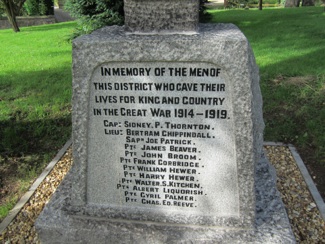 IN MEMORY OF THE MEN OF
THIS DISTRICT WHO GAVE THEIR
LIVES FOR KING AND COUNTRY
IN THE GREAT WAR 1914-1919.
CAP: SIDNEY. P. THORNTON.
LIEU: BERTRAM CHIPPINDALL.
SAPR JOE PATRICK.
PTE JAMES BEAVER.
PTE JOHN BROOM.
PTE FRANK CORBRIDGE.
PTE WILLIAM HEWER.
PTE HARRY HEWER.
PTE WALTER. S. KITCHEN.
PTE ALBERT LIQUORISH.
PTE CYRIL PALMER.
PTE CHAS. ED. REEVE.